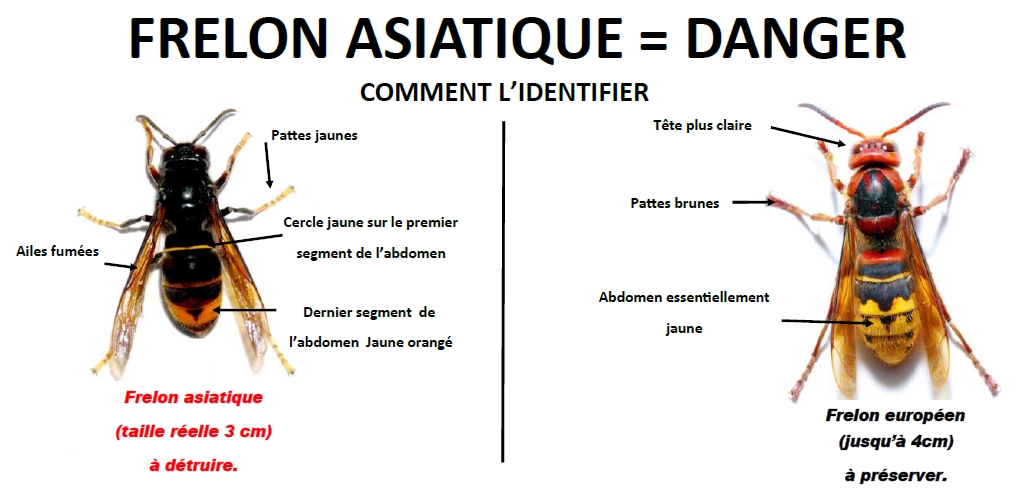 FRELON ASIATIQUE = DANGER
COMMENT L'IDENTIFIER
Pattes jaunes
Cercle jaune sur le premier
segment de l'abdomen
Ailes fumées
Dernier segment de
l'abdomen Jaune orangé
Frelon asiatique
(taille réelle 3 cm)
à détruire.
Tête plus claire
Pattes brunes
Abdomen essentiellement
jaune
Frelon européen
(jusqu'à 4cm)
à préserver.